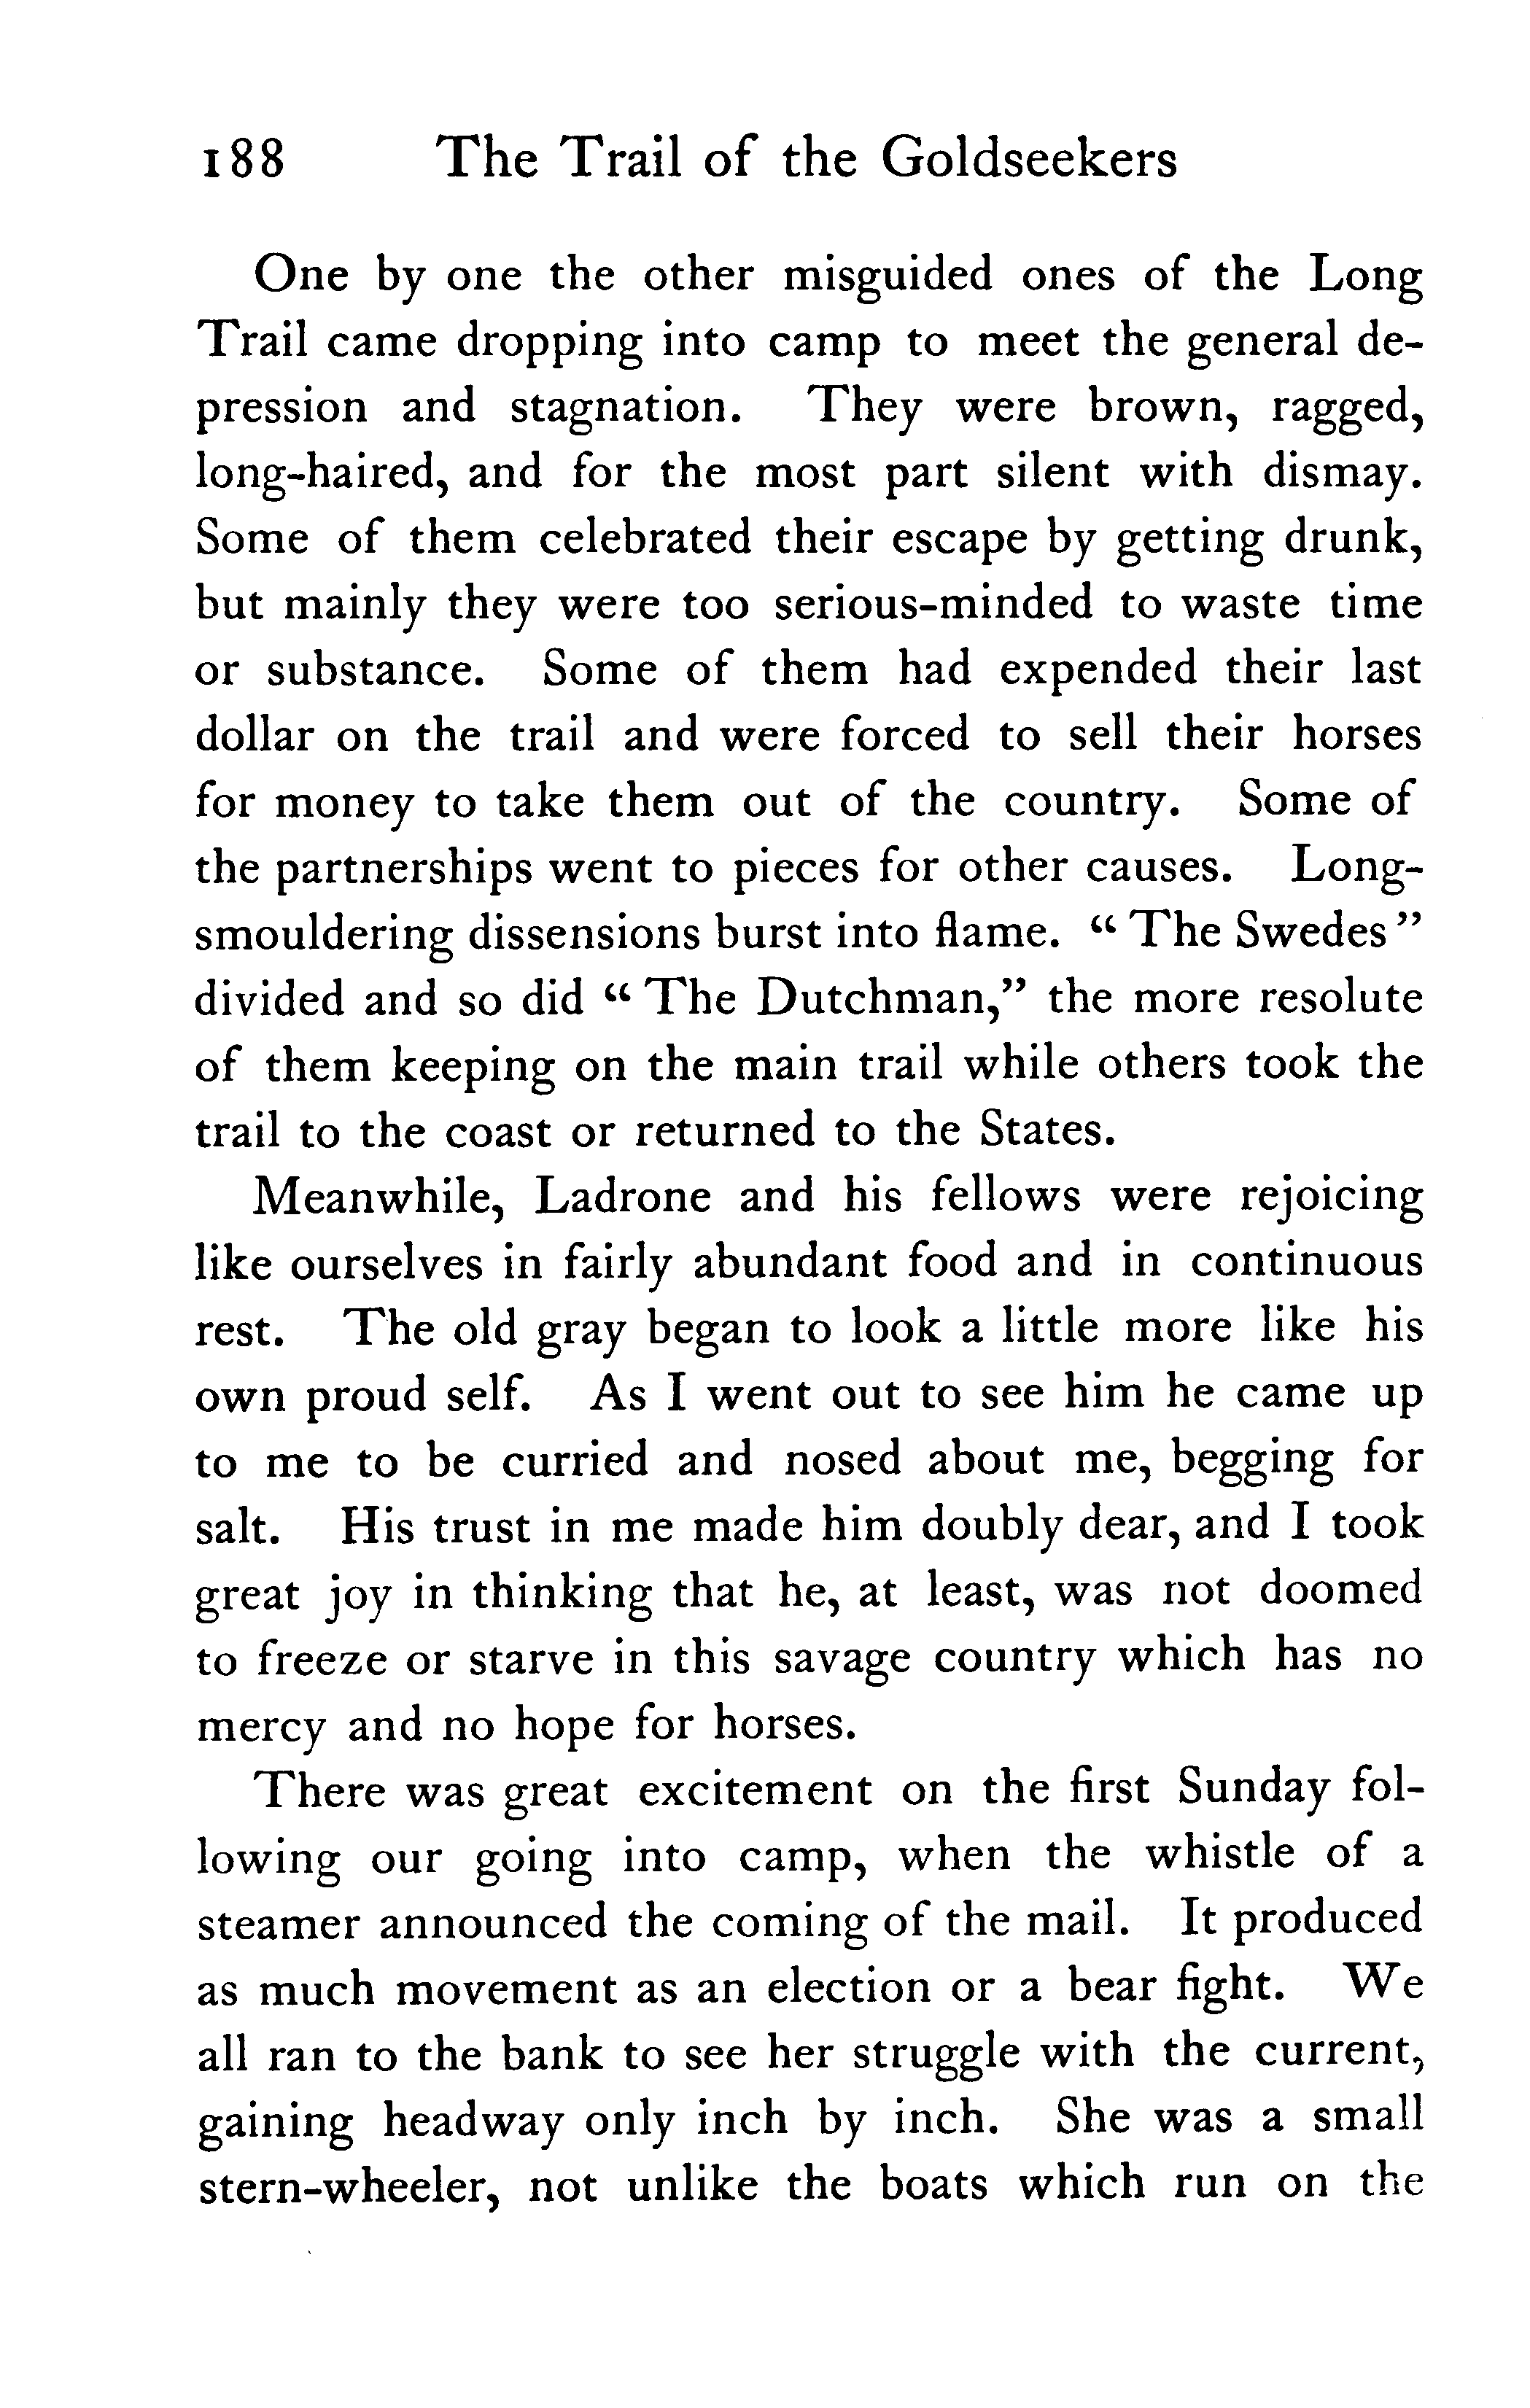 188 The Trail of the Goldseekers
One by one the other misguided ones of the Long
Trail came dropping into camp to meet the general de-
pression and stagnation. They were brown, ragged,
long-haired, and for the most part silent with dismay.
Some of them celebrated their escape by getting drunk,
but mainly they were too serious-minded to waste time
or substance. Some of them had expended their last
dollar on the trail and were forced to sell their horses
for money to take them out of the country. Some of
the partnerships went to pieces for other causes. Long-
smouldering dissensions burst into flame. “The Swedes”
divided and so did “The Dutchman,” the more resolute
of them keeping on the main trail while others took the
trail to the coast or returned to the States.
Meanwhile, Ladrone and his fellows were rejoicing
like ourselves in fairly abundant food and in continuous
rest. The old gray began to look a little more like his
own proud self. As I went out to see him he came up
to me to be curried and nosed about me, begging for
salt. His trust in me made him doubly dear, and I took
great joy in thinking that he, at least, was not doomed
to freeze or starve in this savage country which has no
mercy and no hope for horses.
There was great excitement on the first Sunday fol-
lowing our going into camp, when the whistle of a
steamer announced the coming of the mail. It produced
as much movement as an election or a bear fight. We
all ran to the bank to see her struggle with the current,
gaining headway only inch by inch. She was a small
stern-wheeler, not unlike the boats which run on the